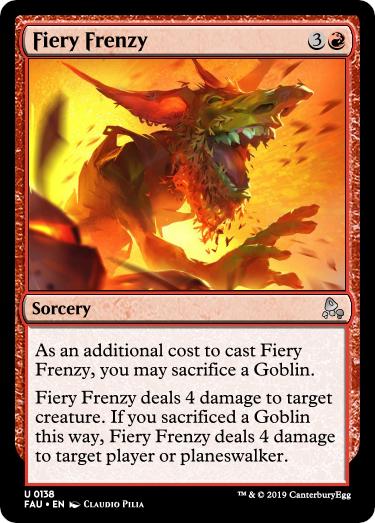 Fiery Frenzy 3
Sorcery
As an additional cost to cast Fiery
Frenzy, you may sacrifice a Goblin.
Fiery Frenzy deals 4 damage to target
creature. If you sacrificed a Goblin
this way, Fiery Frenzy deals 4 damage
to target player or planeswalker.
U 0138
FAU • EN Claudio Pilia
™ & © 2019 CanterburyEgg